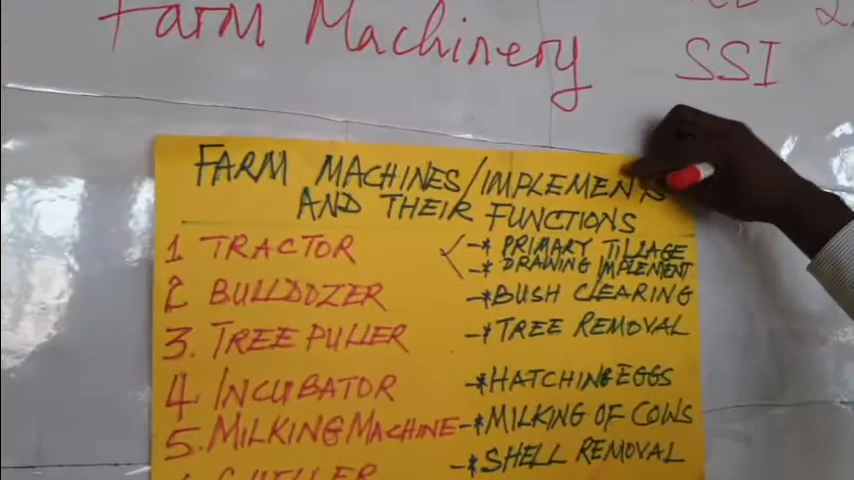 Farm Machinery
SSI
FARM MACHINES/IMPLEMENTS
AND THEIR FUNCTIONS
1 TRACTOR * PRIMARY TILLAGE
* DRAWING IMPLEMENT
2 BULLDOZER * BUSH CLEARING
3. TREE PULLER * TREE REMOVAL
4 INCUBATOR * HATCHING EGGS
5. MILKING MACHINE * MILKING OF COWS
SHELLER * SHELL REMOVAL